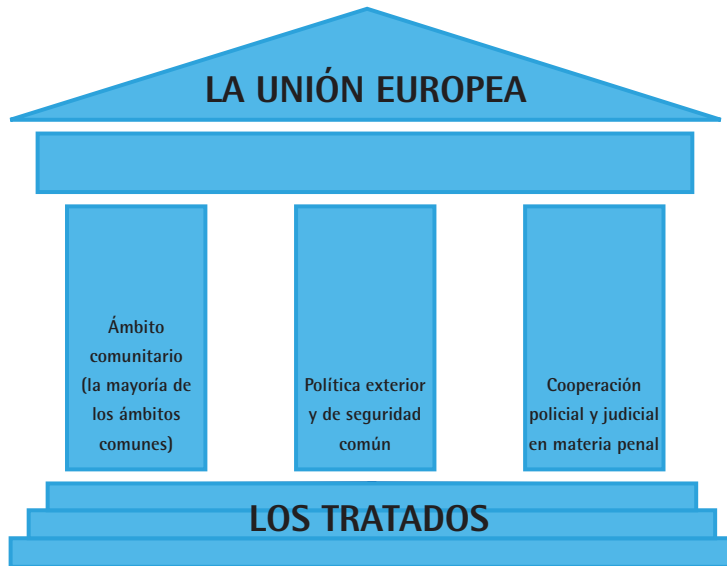 LA UNIÓN EUROPEA
Ámbito
comunitario
(la mayoría de
los ámbitos
comunes)
Política exterior
y de seguridad
común
Cooperación
policial y judicial
en materia penal
LOS TRATADOS